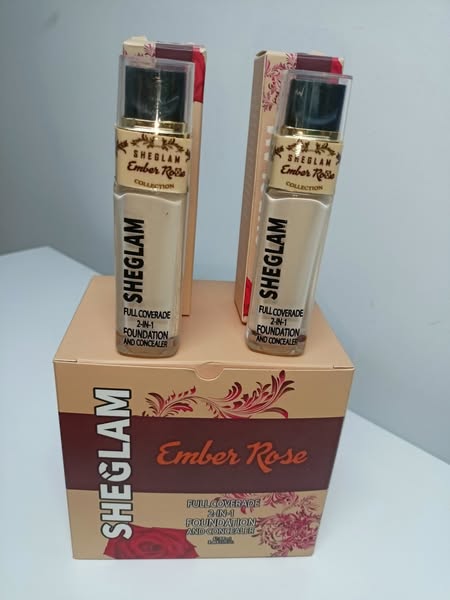 SHEGLAM
Ember Rose
COLLECTION
SHEGLAM
FULL COVERADE
2-IN-1
FOUNDATION
AND CONCEALER
SHEGLAM
Ember Rose
COLLECTION
SHEGLAM
FULL COVERADE
2-IN-1
FOUNDATION
AND CONCEALER
SHEGLAM
Ember Rose
FULL COVERADE
2-IN-1
FOUNDATION
AND CONCEALER